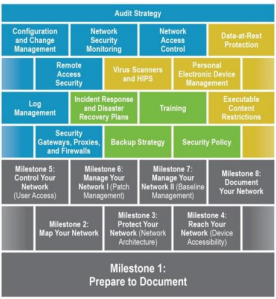 Audit Strategy
Configuration
and Change
Management
Network
Security
Monitoring
Network
Access
Control
Data-at-Rest
Protection
Remote
Access
Security
Virus Scanners
and HIPS
Personal
Electronic Device
Management
Log
Management
Incident Response
and Disaster
Recovery Plans
Training
Executable
Content
Restrictions
Security
Gateways, Proxies,
and Firewalls
Backup Strategy
Security Policy
Milestone 5:
Control Your
Network
(User Access)
Milestone 6:
Manage Your
Network I (Patch
Management)
Milestone 7:
Manage Your
Network II (Baseline
Management)
Milestone 8:
Document
Your Network
Milestone 2:
Map Your Network
Milestone 3:
Protect Your
Network (Network
Architecture)
Milestone 4:
Reach Your
Network (Device
Accessibility)
Milestone 1:
Prepare to Document